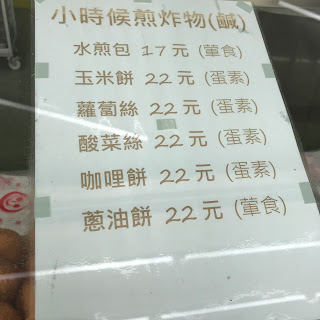 小時候煎炸物(鹹)
水煎包 17元 (葷食)
玉米餅 22元 (蛋素)
蘿蔔絲 22元 (蛋素)
酸菜絲 22元 (蛋素)
咖哩餅 22元 (蛋素)
蔥油餅 22元 (葷食)